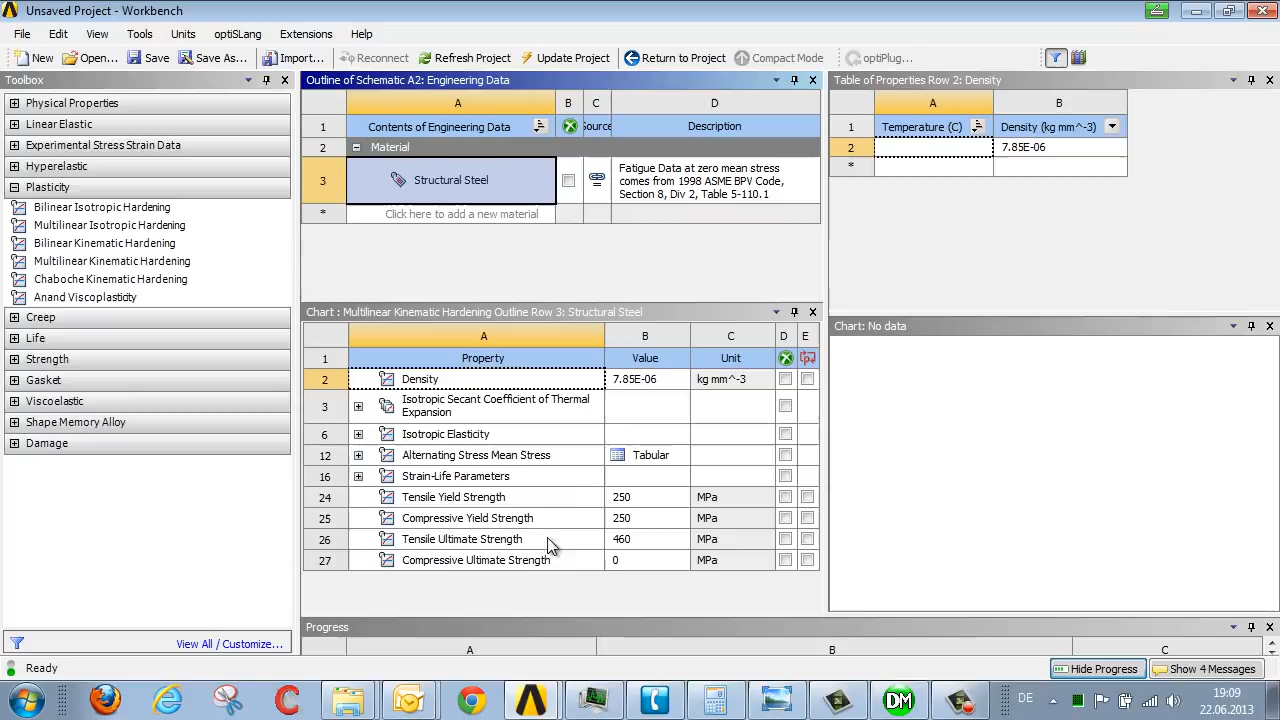 Unsaved Project - Workbench
File Edit View Tools Units optiSLang Extensions Help
New Open... Save Save As... Import... Reconnect Refresh Project Update Project Return to Project Compact Mode optiPLug...
Toolbox
Physical Properties
Linear Elastic
Experimental Stress Strain Data
Hyperelastic
Plasticity
Bilinear Isotropic Hardening
Multilinear Isotropic Hardening
Bilinear Kinematic Hardening
Multilinear Kinematic Hardening
Chaboche Kinematic Hardening
Anand Viscoplasticity
Creep
Life
Strength
Gasket
Viscoelastic
Shape Memory Alloy
Damage
View All / Customize...
Outline of Schematic A2: Engineering Data
A B C D
1 Contents of Engineering Data Source Description
2 Material
3 Structural Steel
Fatigue Data at zero mean stress
comes from 1998 ASME BPV Code,
Section 8, Div 2, Table 5-110.1
* Click here to add a new material
Chart : Multilinear Kinematic Hardening Outline Row 3: Structural Steel
A B C D E
1 Property Value Unit
2 Density 7.85E-06 kg mm^-3
3 Isotropic Secant Coefficient of Thermal
Expansion
6 Isotropic Elasticity
12 Alternating Stress Mean Stress Tabular
16 Strain-Life Parameters
24 Tensile Yield Strength 250 MPa
25 Compressive Yield Strength 250 MPa
26 Tensile Ultimate Strength 460 MPa
27 Compressive Ultimate Strength 0 MPa
Table of Properties Row 2: Density
A B
1 Temperature (C) Density (kg mm^-3)
2 7.85E-06
*
Chart: No data
Progress
A B C
Ready
Hide Progress Show 4 Messages
DM
DE
19:09
22.06.2013